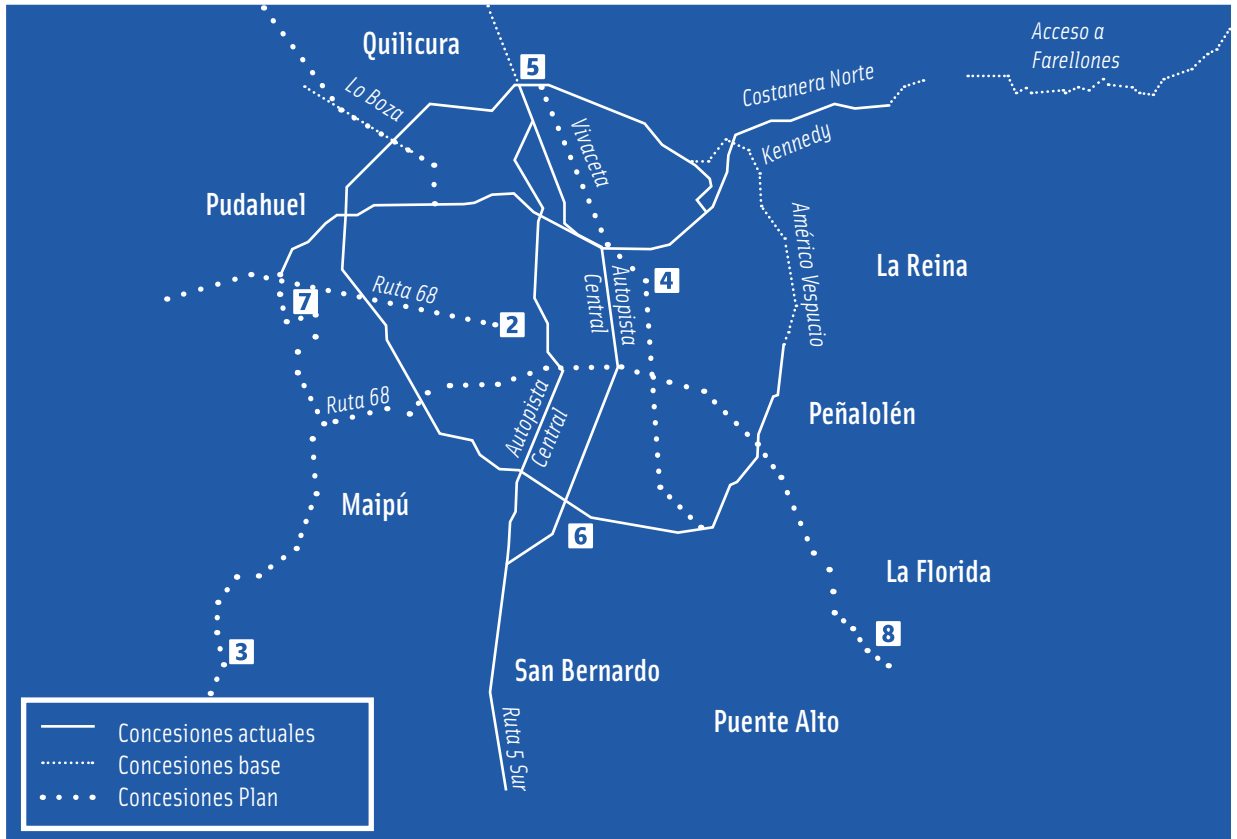 Quilicura
Acceso a
Farellones
5
Costanera Norte
Lo Boza
Vivaceta
Kennedy
Pudahuel
Américo Vespucio
La Reina
4
Autopista
Central
7
Ruta 68
2
Ruta 68
Autopista
Central
Peñalolén
Maipú
6
La Florida
3
8
San Bernardo
Puente Alto
Ruta 5 Sur
Concesiones actuales
Concesiones base
Concesiones Plan